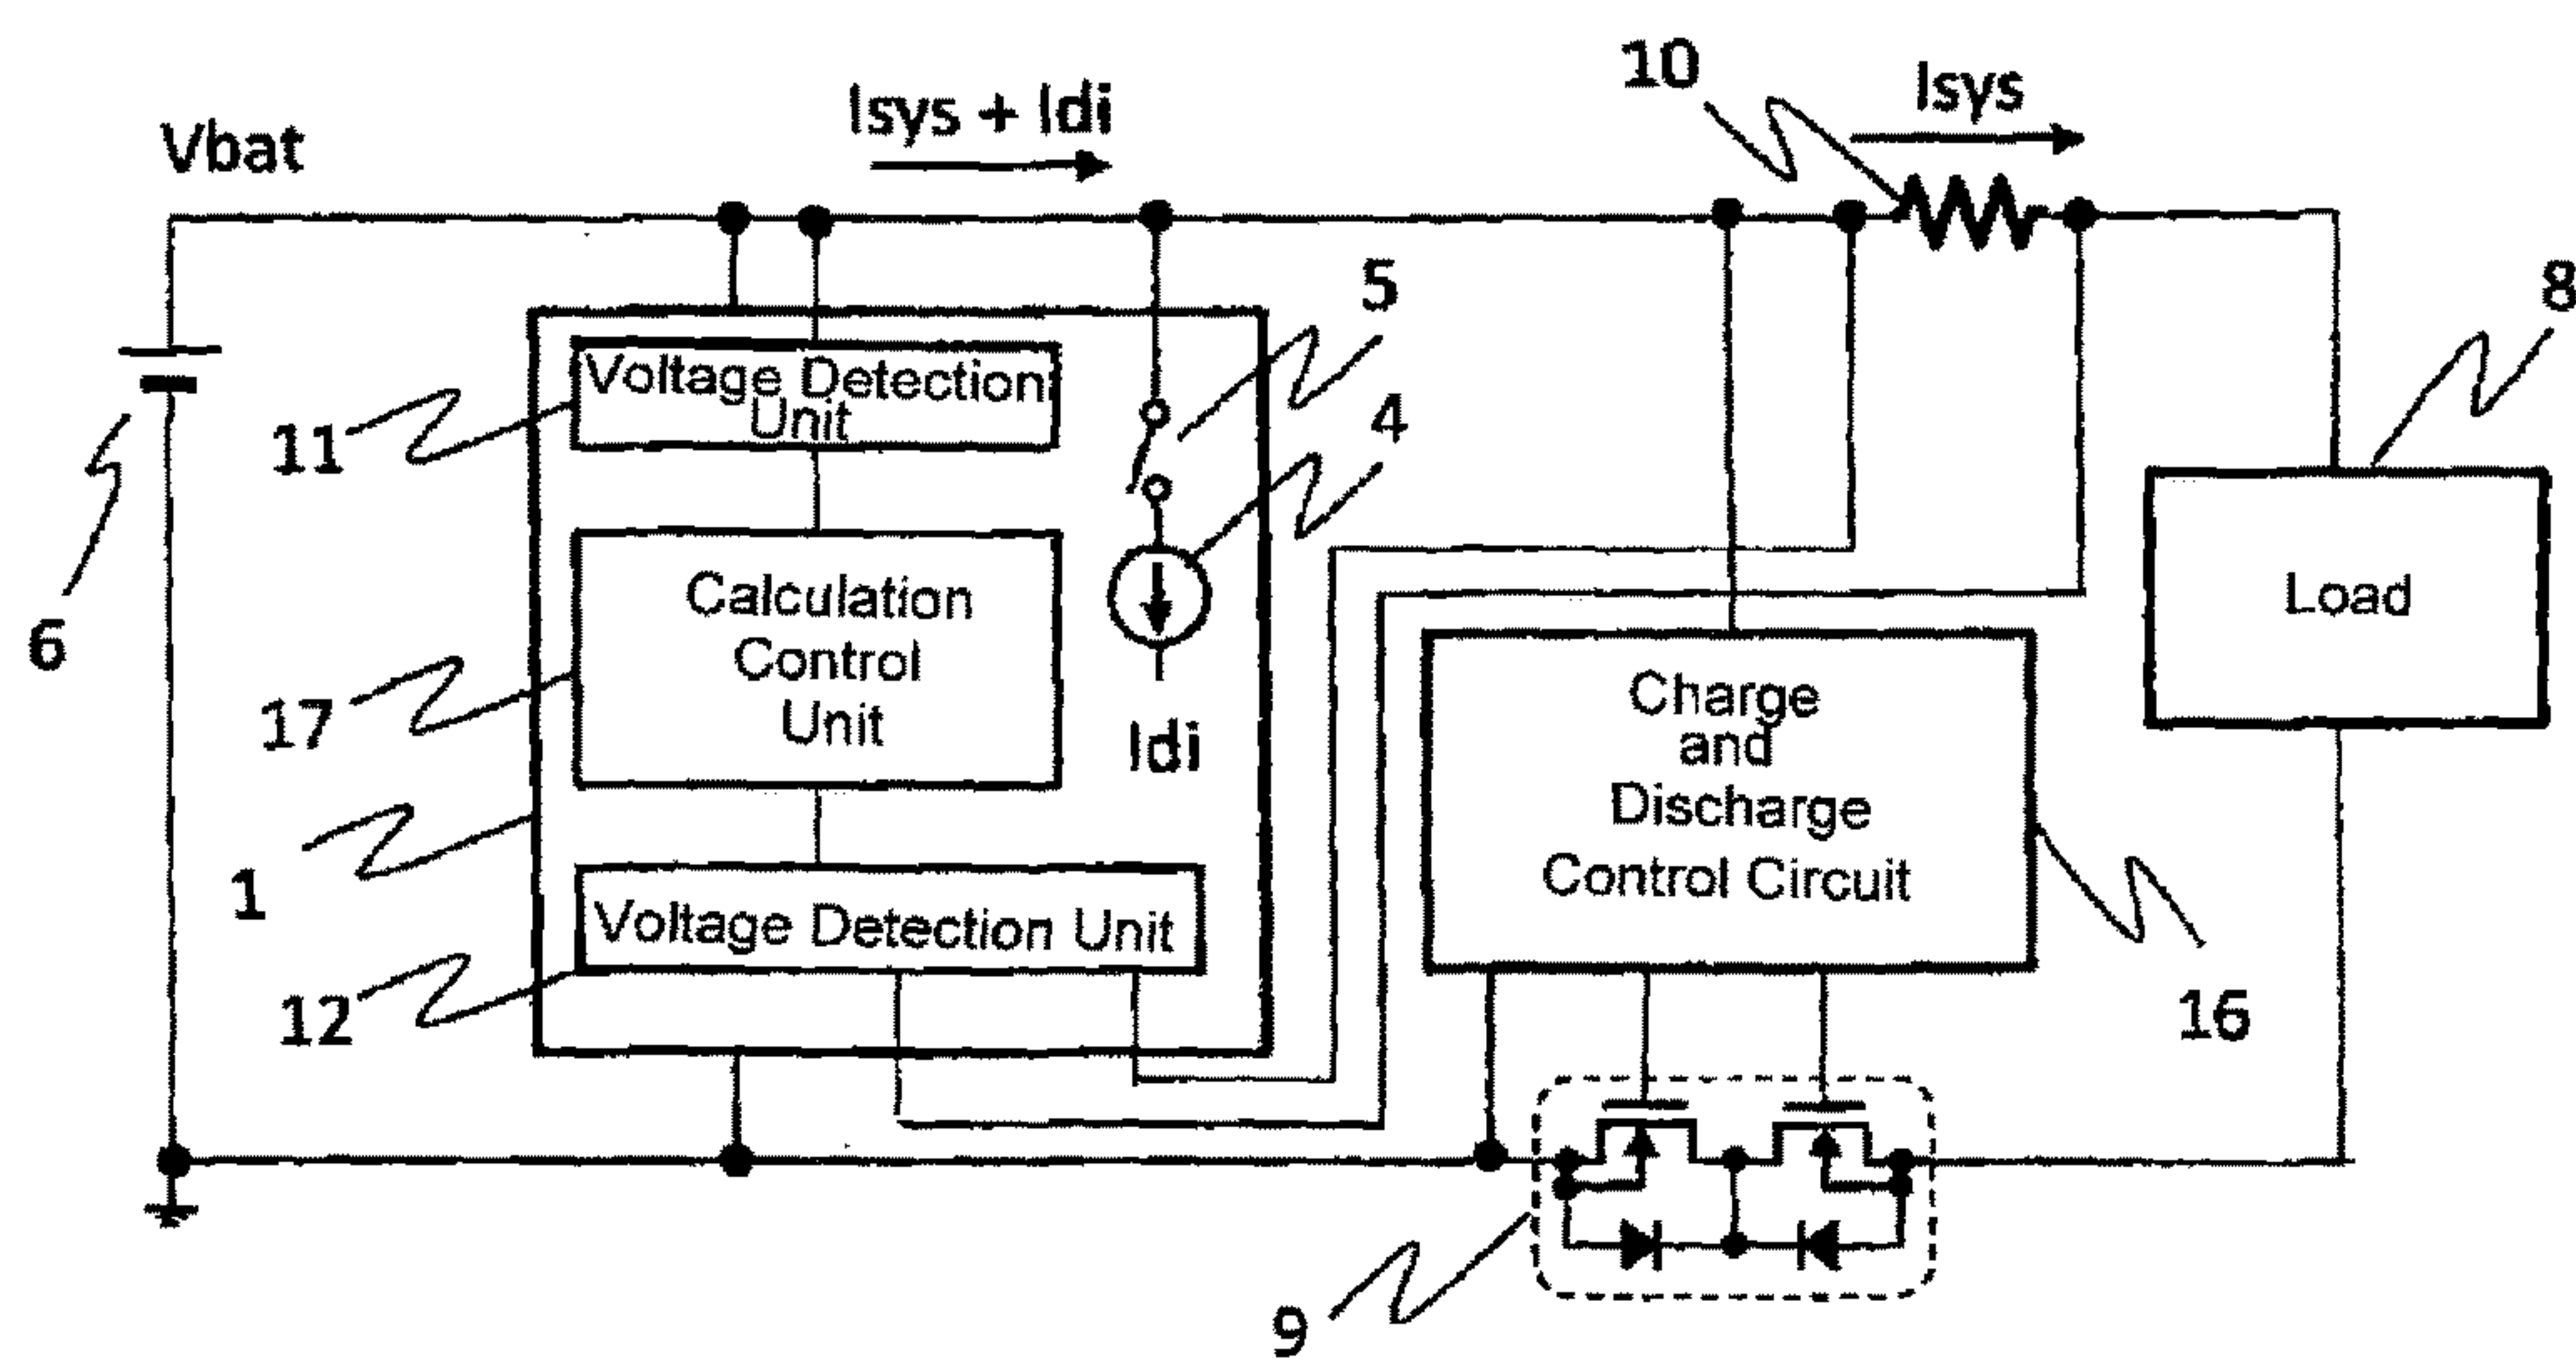 10
Isys
Isys + Idi
Vbat
5
8
Voltage Detection
Unit
4
11
Calculation
Control
Unit
Load
6
17
Idi
Charge
and
Discharge
Control Circuit
1
Voltage Detection Unit
12
16
9